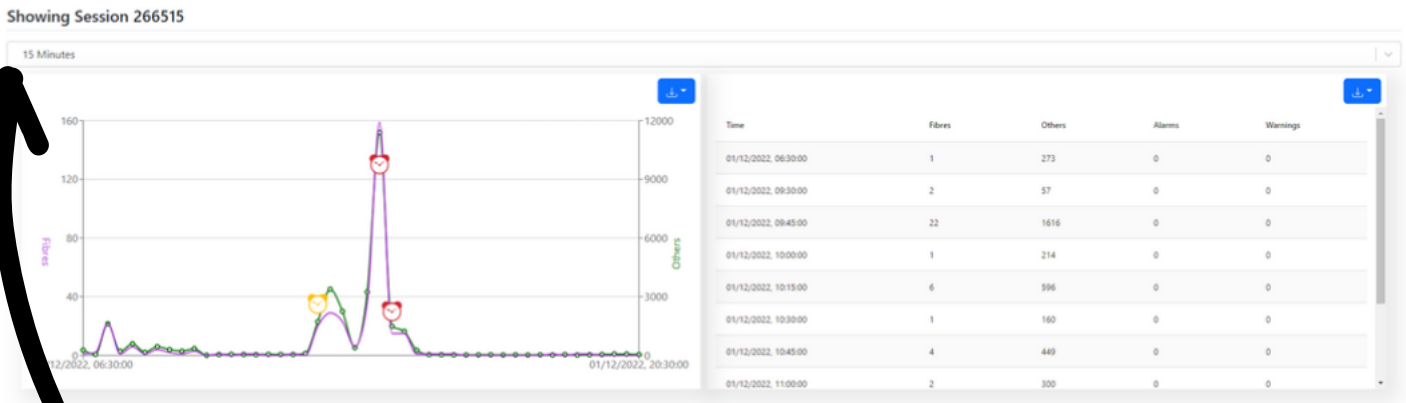 Showing Session 266515
15 Minutes
160
120
80
40
0
Fibres
12000
9000
6000
3000
0
Others
12/2022, 06:30:00
01/12/2022, 20:30:00
Time Fibres Others Alarms Warnings
01/12/2022, 06:30:00 1 273 0 0
01/12/2022, 09:30:00 2 57 0 0
01/12/2022, 09:45:00 22 1616 0 0
01/12/2022, 10:00:00 1 214 0 0
01/12/2022, 10:15:00 6 596 0 0
01/12/2022, 10:30:00 1 160 0 0
01/12/2022, 10:45:00 4 449 0 0
01/12/2022, 11:00:00 2 300 0 0